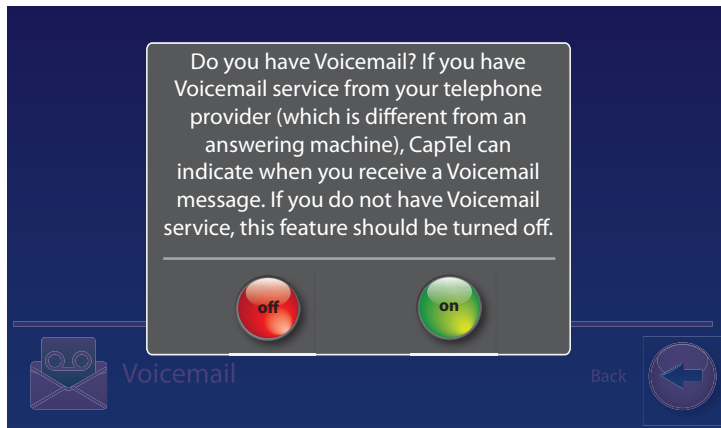 Do you have Voicemail? If you have
Voicemail service from your telephone
provider (which is different from an
answering machine), CapTel can
indicate when you receive a Voicemail
message. If you do not have Voicemail
service, this feature should be turned off.
off
on
Voicemail
Back